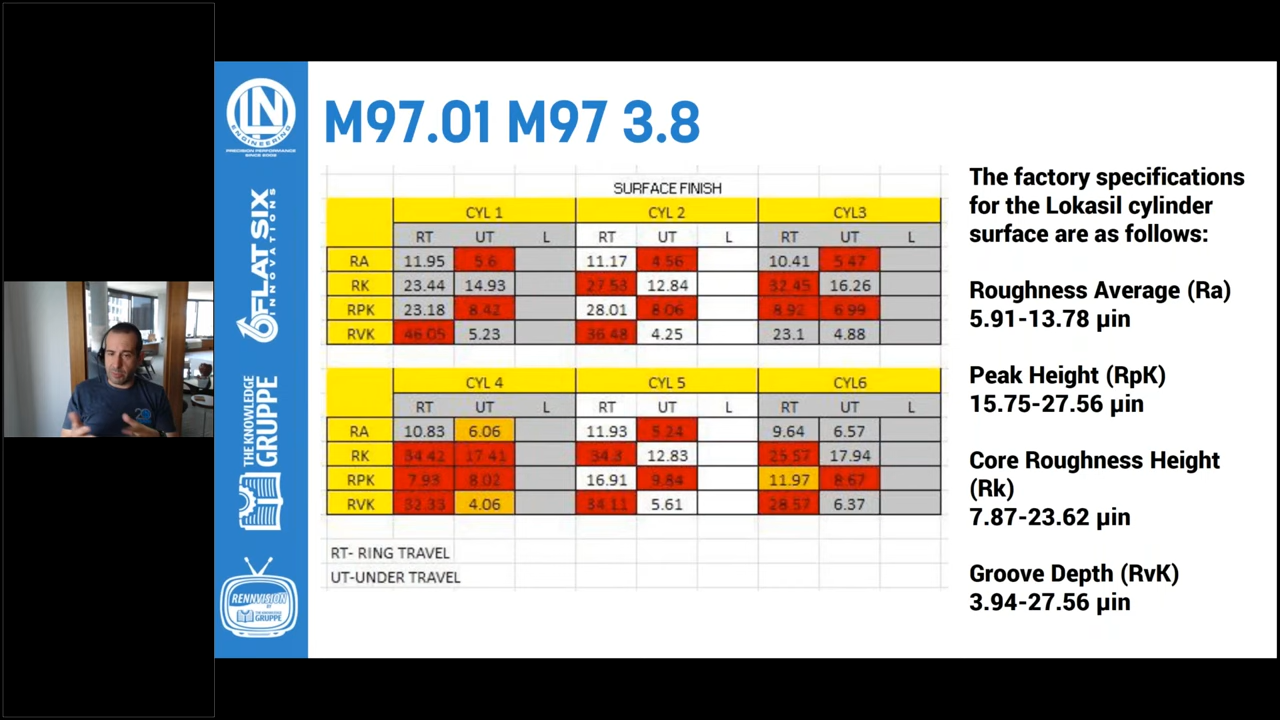 LN
ENGINEERING
PRECISION PERFORMANCE
SINCE 2003
FLAT SIX
INNOVATIONS
THE KNOWLEDGE
GRUPPE
RENNVISION
BY
THE KNOWLEDGE
GRUPPE
M97.01 M97 3.8
SURFACE FINISH
CYL 1 CYL 2 CYL3
RT UT L RT UT L RT UT L
RA 11.95 5.6 11.17 4.56 10.41 5.47
RK 23.44 14.93 27.53 12.84 32.45 16.26
RPK 23.18 8.42 28.01 8.06 8.92 6.99
RVK 46.05 5.23 36.48 4.25 23.1 4.88
CYL 4 CYL 5 CYL6
RT UT L RT UT L RT UT L
RA 10.83 6.06 11.93 5.24 9.64 6.57
RK 34.42 17.41 34.3 12.83 25.57 17.94
RPK 7.93 8.02 16.91 9.84 11.97 8.67
RVK 32.33 4.06 34.11 5.61 28.57 6.37
RT- RING TRAVEL
UT-UNDER TRAVEL
The factory specifications
for the Lokasil cylinder
surface are as follows:
Roughness Average (Ra)
5.91-13.78 µin
Peak Height (RpK)
15.75-27.56 µin
Core Roughness Height
(Rk)
7.87-23.62 µin
Groove Depth (RvK)
3.94-27.56 µin